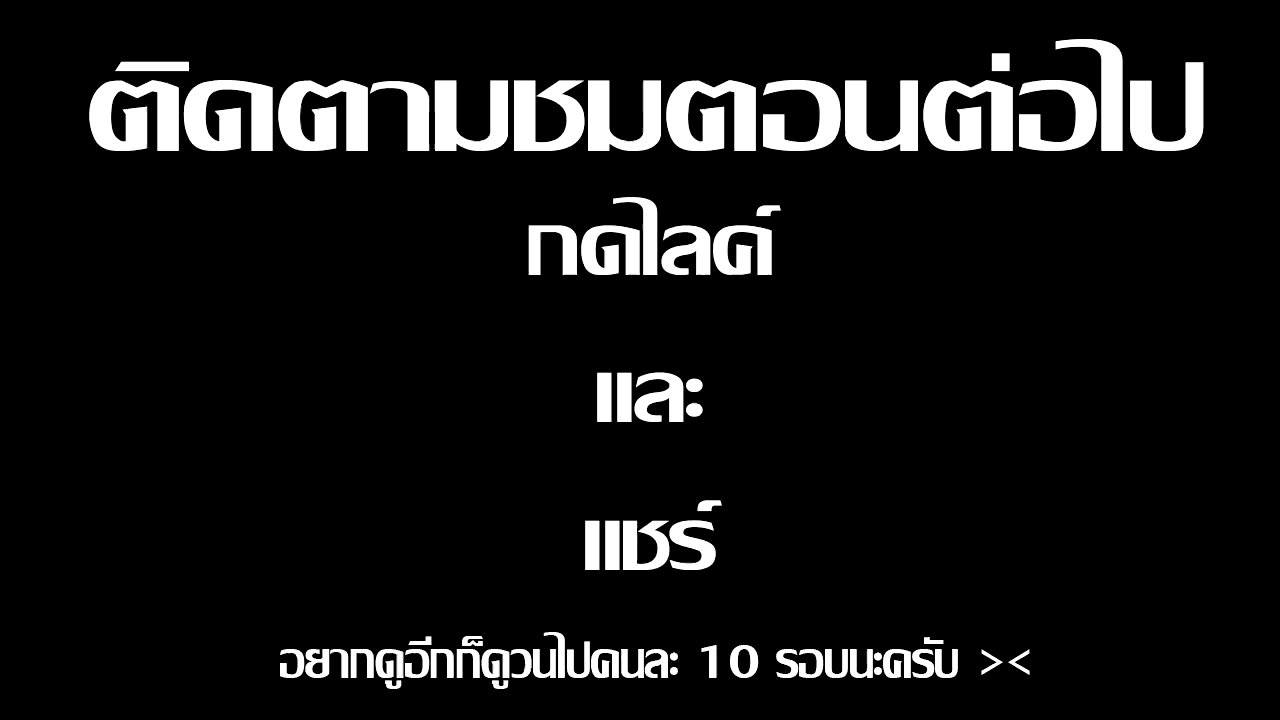 ติดตามชมตอนต่อไป
กดไลค์
และ
แชร์
อยากดูอีกก็ดูวนไปคนละ 10 รอบนะครับ ><